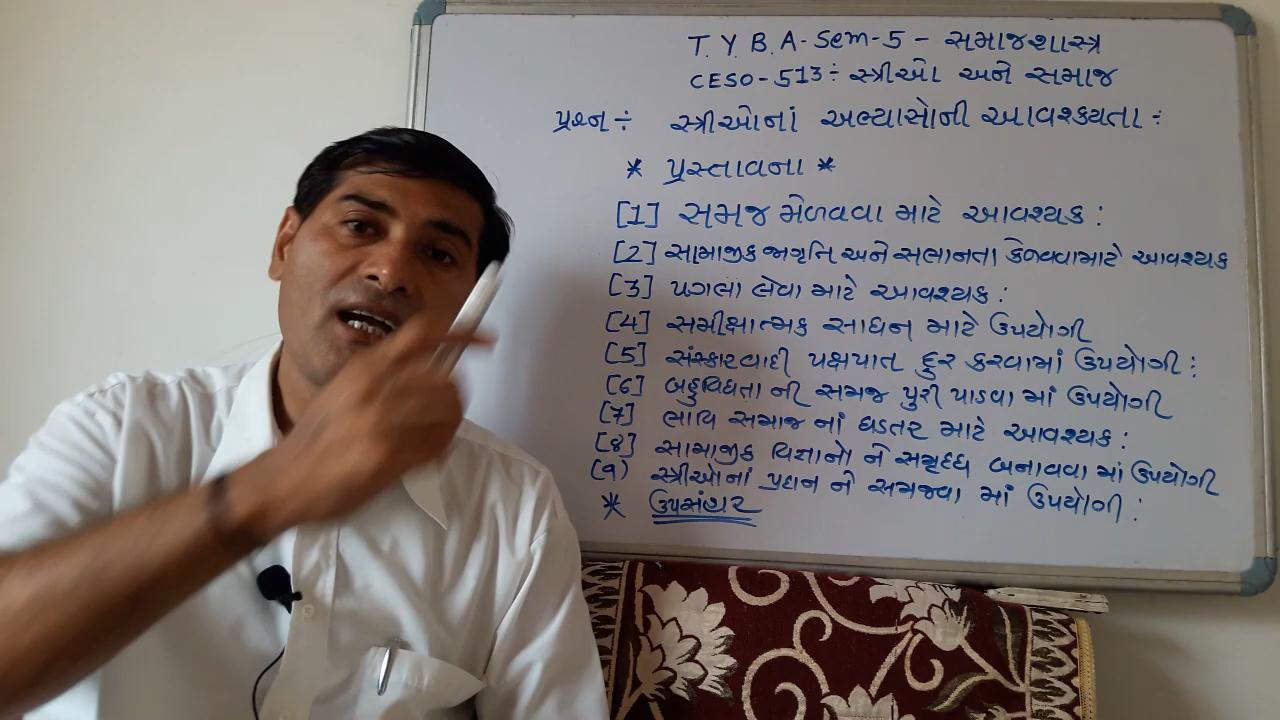 T. Y. B. A - Sem - 5 - સમાજશાસ્ત્ર
CESO - 513 : સ્ત્રીઓ અને સમાજ
પ્રશ્ન : સ્ત્રીઓનાં અભ્યાસોની આવશ્કયતા :
* પ્રસ્તાવના *
[1] સમજ મેળવવા માટે આવશ્યક :
[2] સામાજીક જાગૃતિ અને સભાનતા કેળવવામાટે આવશ્યક
[3] પગલા લેવા માટે આવશ્યક :
[4] સમીક્ષાત્મક સાધન માટે ઉપયોગી
[5] સંસ્કારવાદી પક્ષપાત દુર કરવામાં ઉપયોગી :
[6] બહુવિધતા ની સમજ પુરી પાડવા માં ઉપયોગી
[7] ભાવિ સમાજ નાં ઘડતર માટે આવશ્યક :
[8] સામાજીક વિજ્ઞાનો ને સમૃદ્ધ બનાવવા માં ઉપયોગી
(9) સ્ત્રીઓનાં પ્રદાન ને સમજવા માં ઉપયોગી :
* ઉપસંહાર